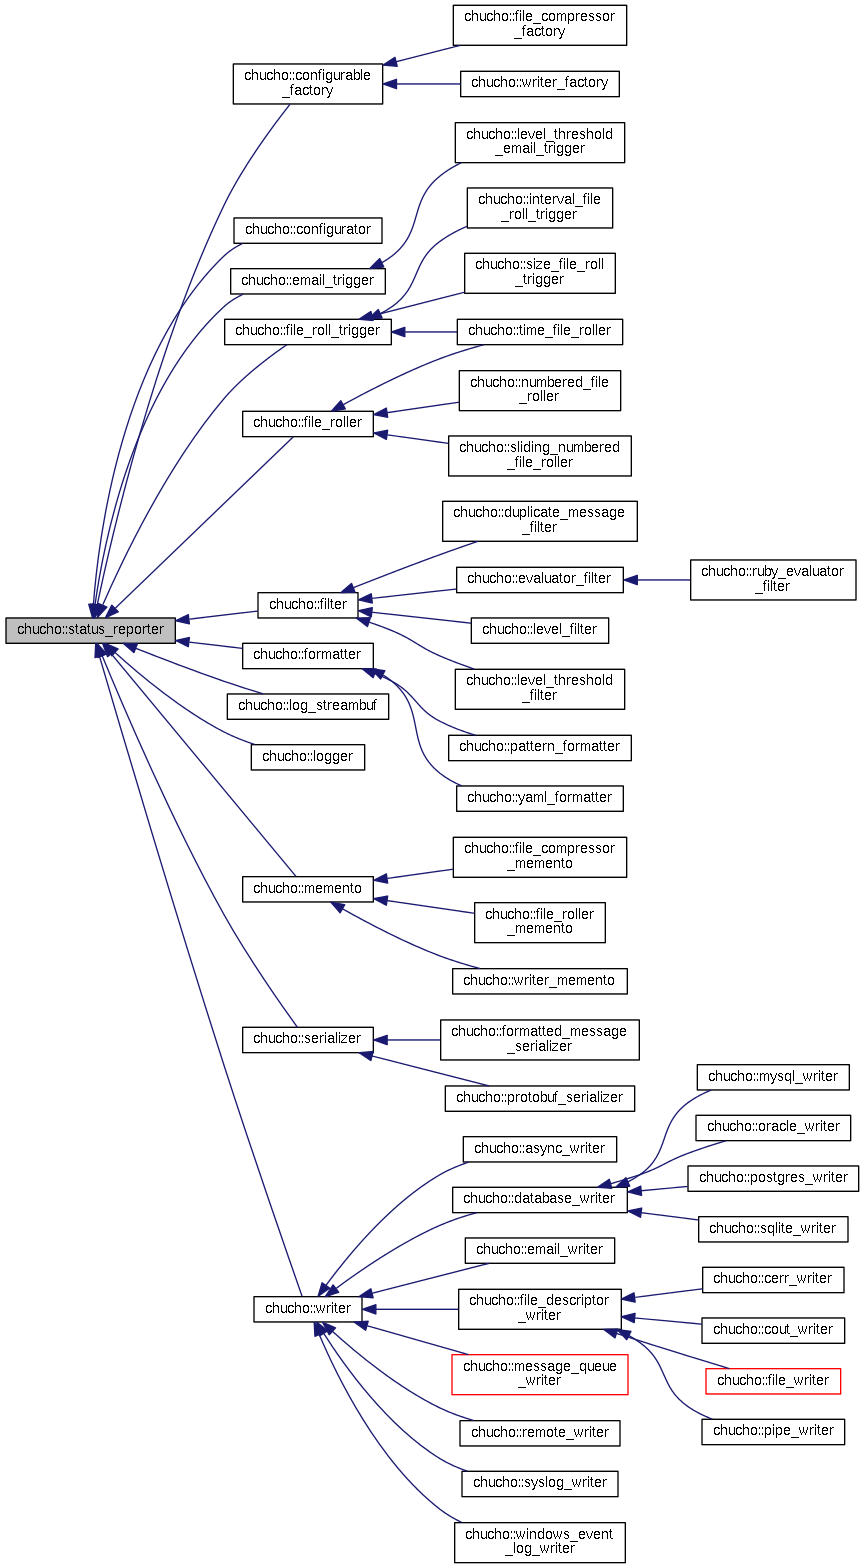 chucho::file_compressor
_factory
chucho::configurable
_factory
chucho::writer_factory
chucho::level_threshold
_email_trigger
chucho::interval_file
_roll_trigger
chucho::configurator
chucho::size_file_roll
_trigger
chucho::email_trigger
chucho::file_roll_trigger
chucho::time_file_roller
chucho::numbered_file
_roller
chucho::file_roller
chucho::sliding_numbered
_file_roller
chucho::duplicate_message
_filter
chucho::evaluator_filter
chucho::ruby_evaluator
_filter
chucho::filter
chucho::status_reporter
chucho::level_filter
chucho::formatter
chucho::level_threshold
_filter
chucho::log_streambuf
chucho::pattern_formatter
chucho::logger
chucho::yaml_formatter
chucho::file_compressor
_memento
chucho::memento
chucho::file_roller
_memento
chucho::writer_memento
chucho::formatted_message
_serializer
chucho::serializer
chucho::protobuf_serializer
chucho::mysql_writer
chucho::oracle_writer
chucho::async_writer
chucho::postgres_writer
chucho::database_writer
chucho::sqlite_writer
chucho::email_writer
chucho::cerr_writer
chucho::file_descriptor
_writer
chucho::writer
chucho::cout_writer
chucho::message_queue
_writer
chucho::file_writer
chucho::remote_writer
chucho::pipe_writer
chucho::syslog_writer
chucho::windows_event
_log_writer